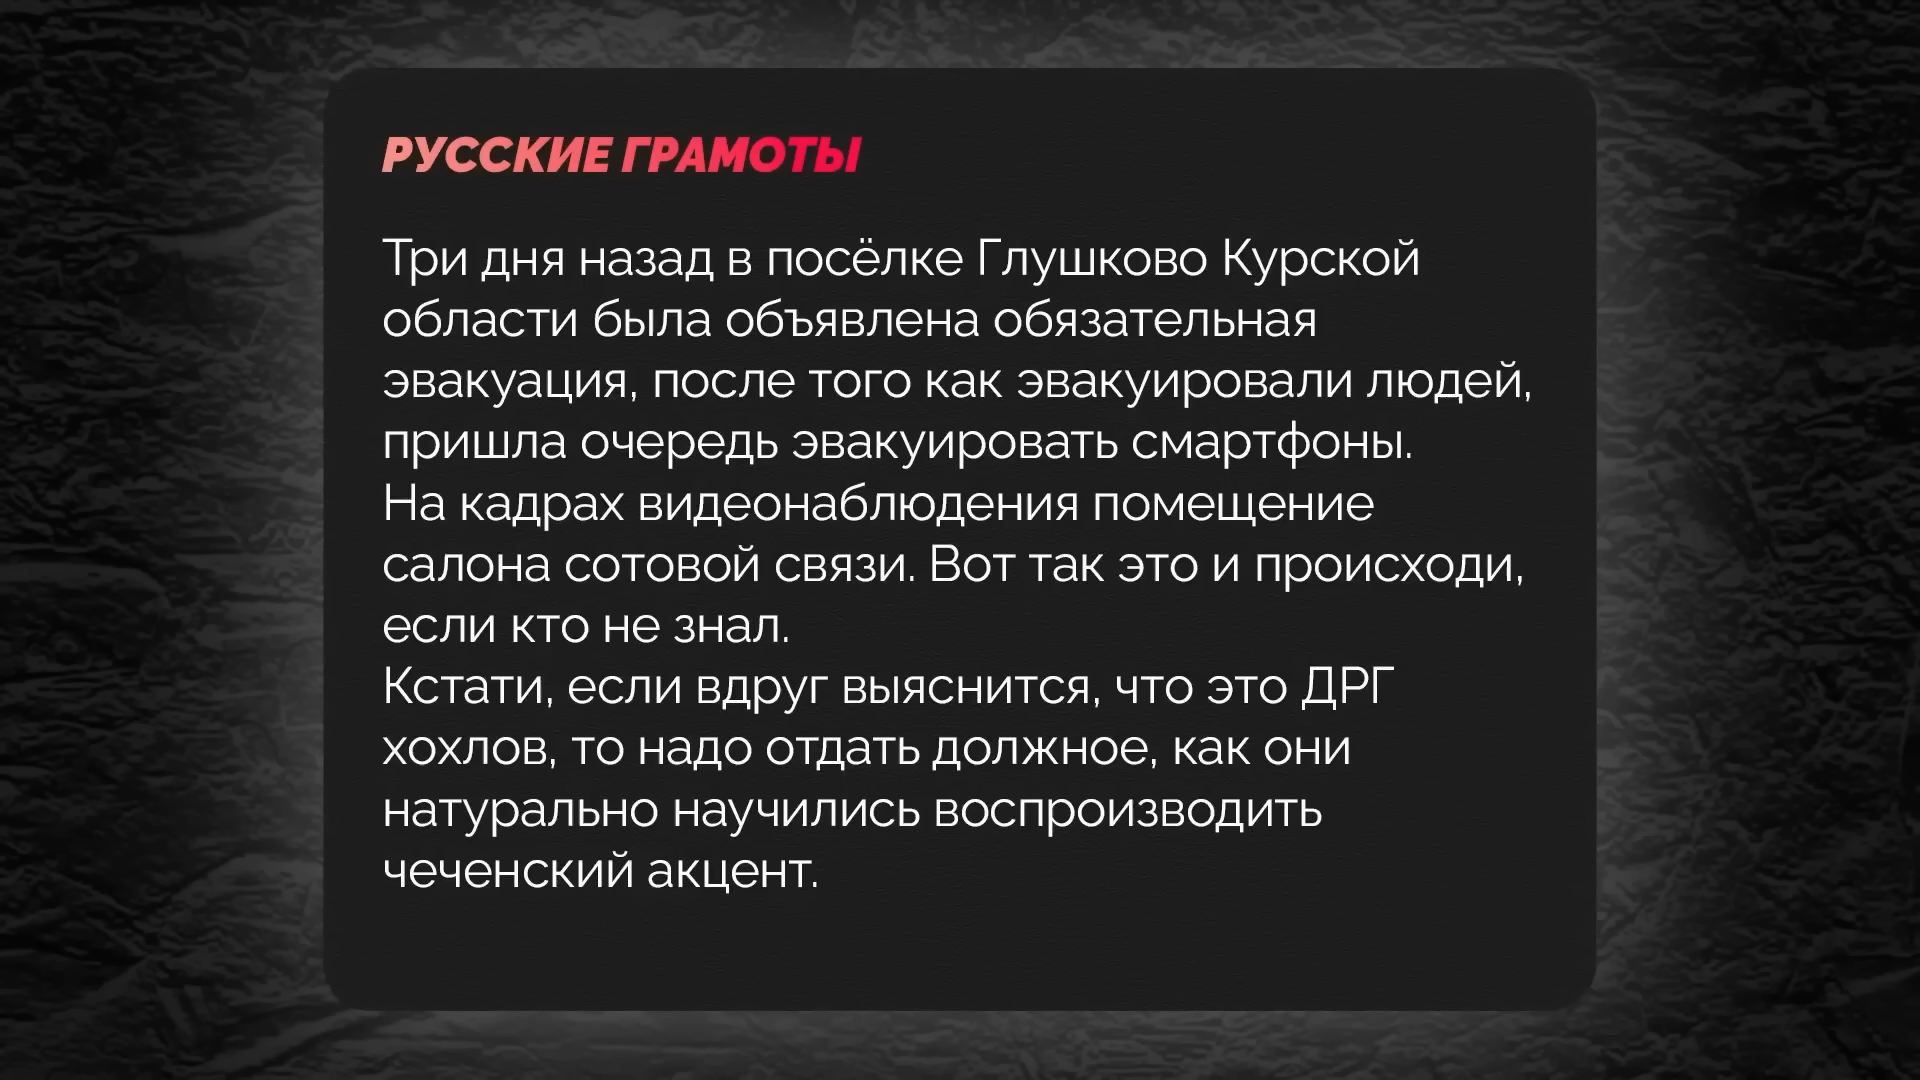 РУССКИЕ ГРАМОТЫ
Три дня назад в посёлке Глушково Курской
области была объявлена обязательная
эвакуация, после того как эвакуировали людей,
пришла очередь эвакуировать смартфоны.
На кадрах видеонаблюдения помещение
салона сотовой связи. Вот так это и происходи,
если кто не знал.
Кстати, если вдруг выяснится, что это ДРГ
хохлов, то надо отдать должное, как они
натурально научились воспроизводить
чеченский акцент.